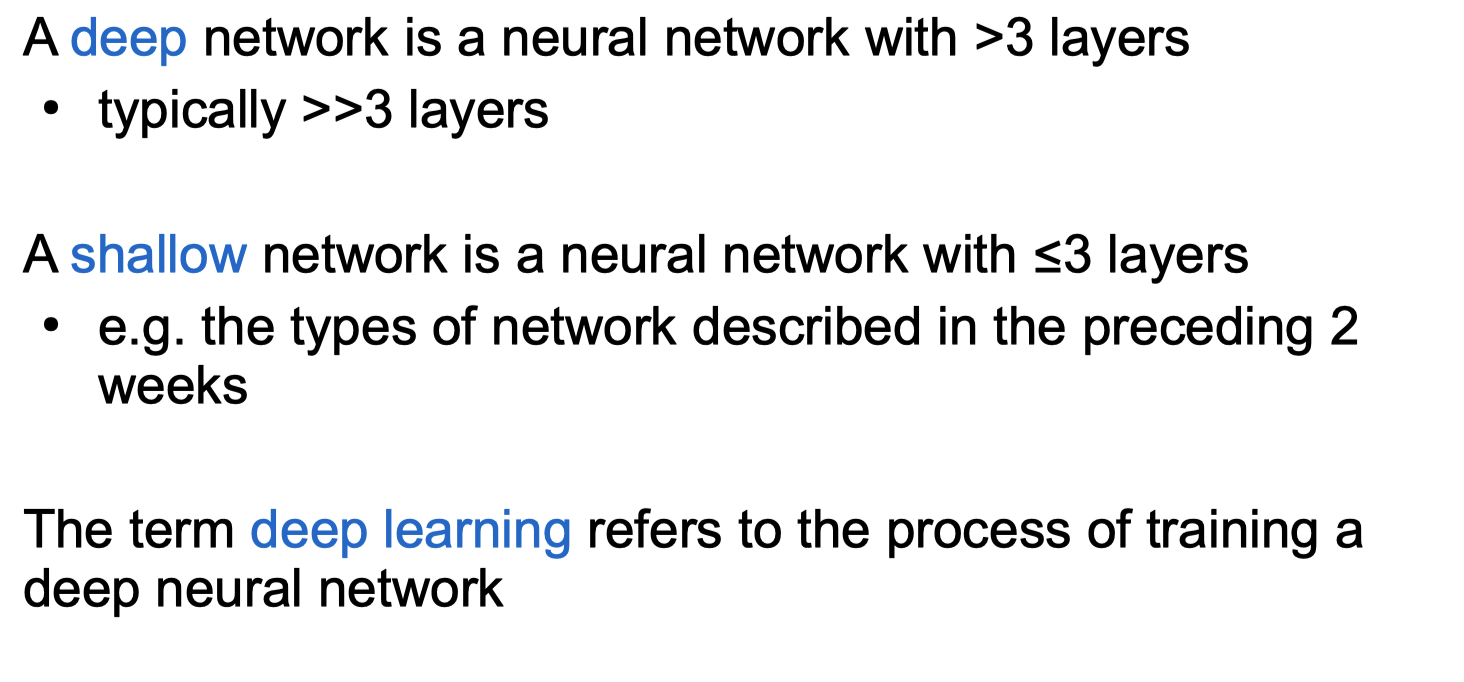 A deep network is a neural network with >3 layers
• typically >>3 layers
A shallow network is a neural network with ≤3 layers
• e.g. the types of network described in the preceding 2
weeks
The term deep learning refers to the process of training a
deep neural network